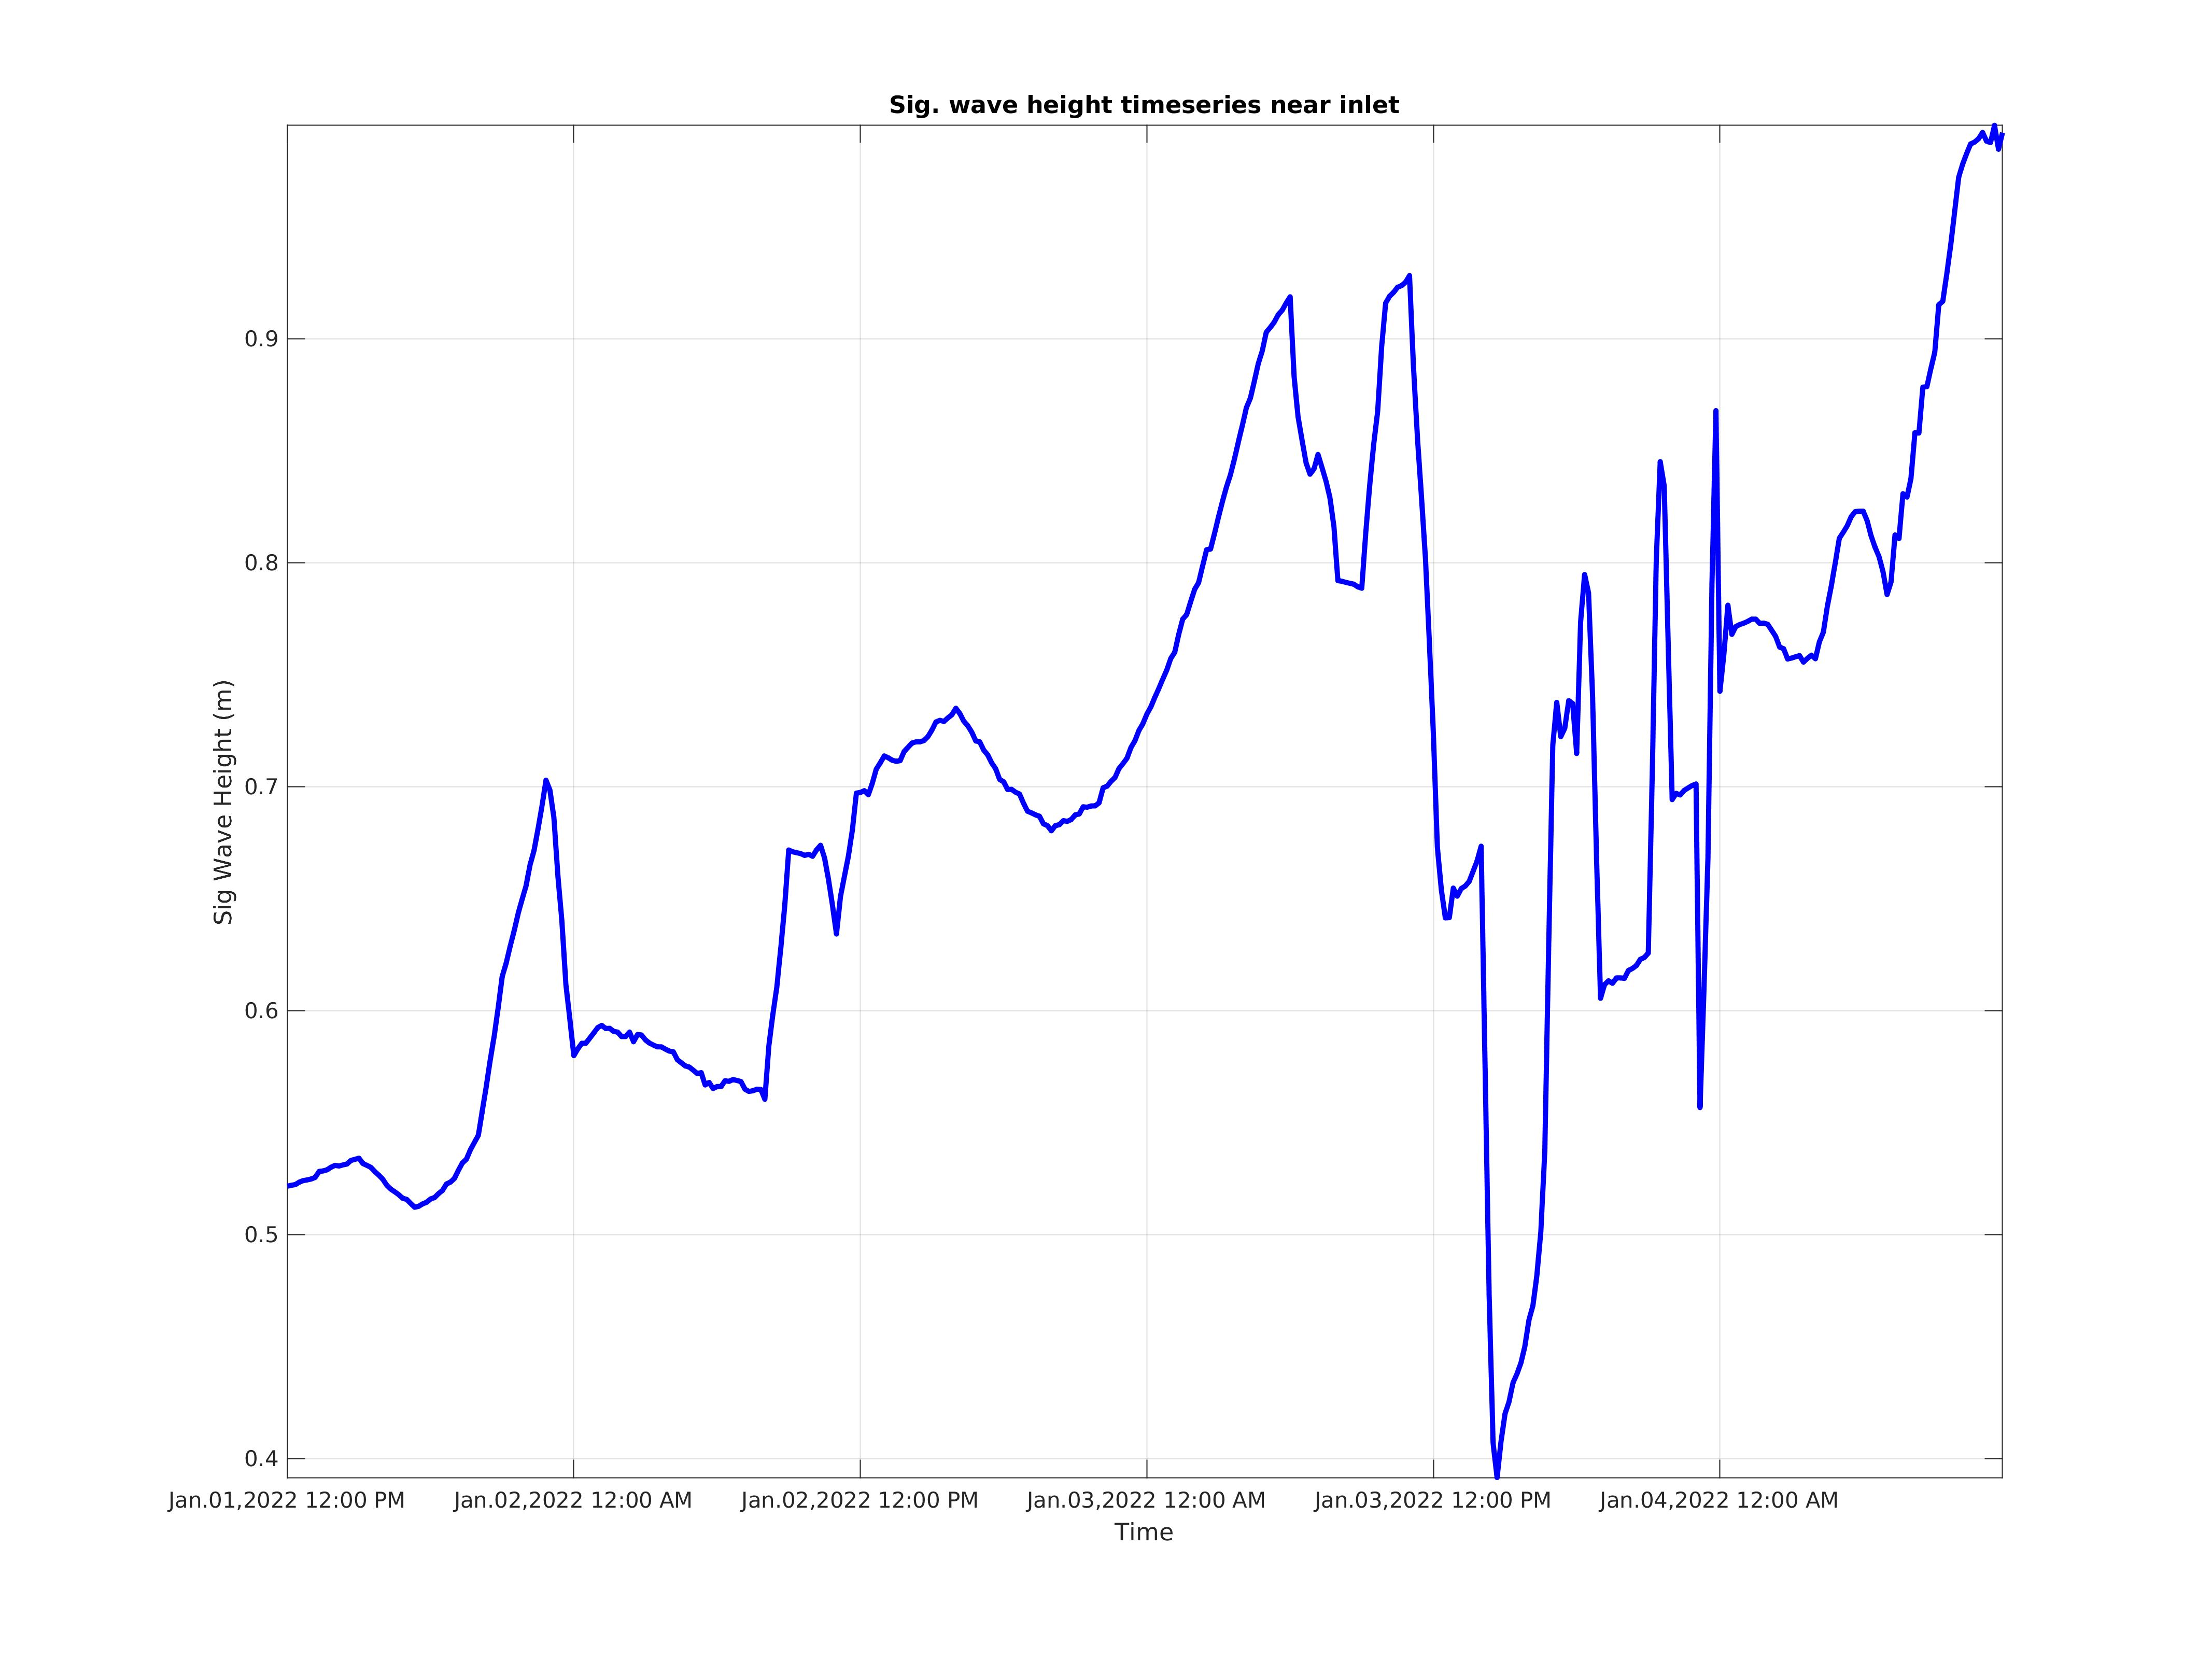 Sig. wave height timeseries near inlet
Sig Wave Height (m)
0.9
0.8
0.7
0.6
0.5
0.4
Jan.01,2022 12:00 PM Jan.02,2022 12:00 AM Jan.02,2022 12:00 PM Jan.03,2022 12:00 AM Jan.03,2022 12:00 PM Jan.04,2022 12:00 AM
Time